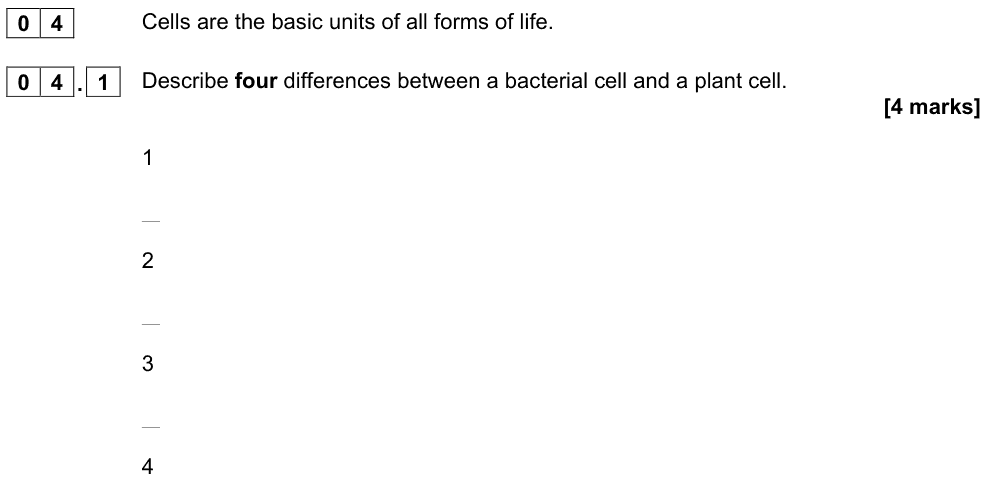 0 4 Cells are the basic units of all forms of life.
0 4 . 1 Describe four differences between a bacterial cell and a plant cell.
[4 marks]
1
2
3
4